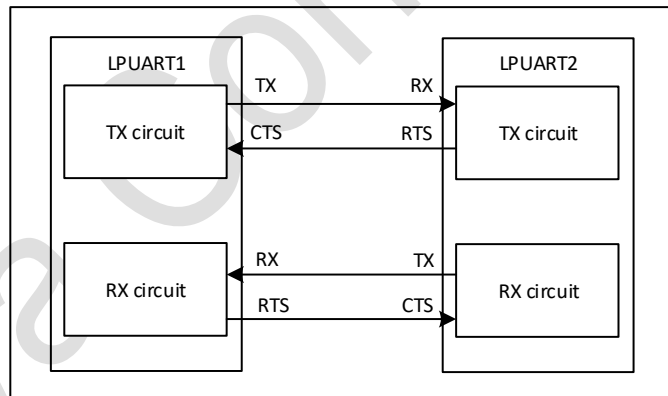 LPUART1 LPUART2
TX RX
TX circuit TX circuit
CTS RTS
RX TX
RX circuit RX circuit
RTS CTS